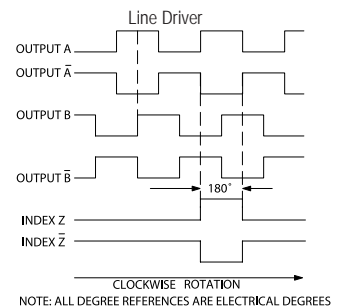 Line Driver
OUTPUT A
OUTPUT A̅
OUTPUT B
OUTPUT B̅
180°
INDEX Z
INDEX Z̅
CLOCKWISE ROTATION
NOTE: ALL DEGREE REFERENCES ARE ELECTRICAL DEGREES